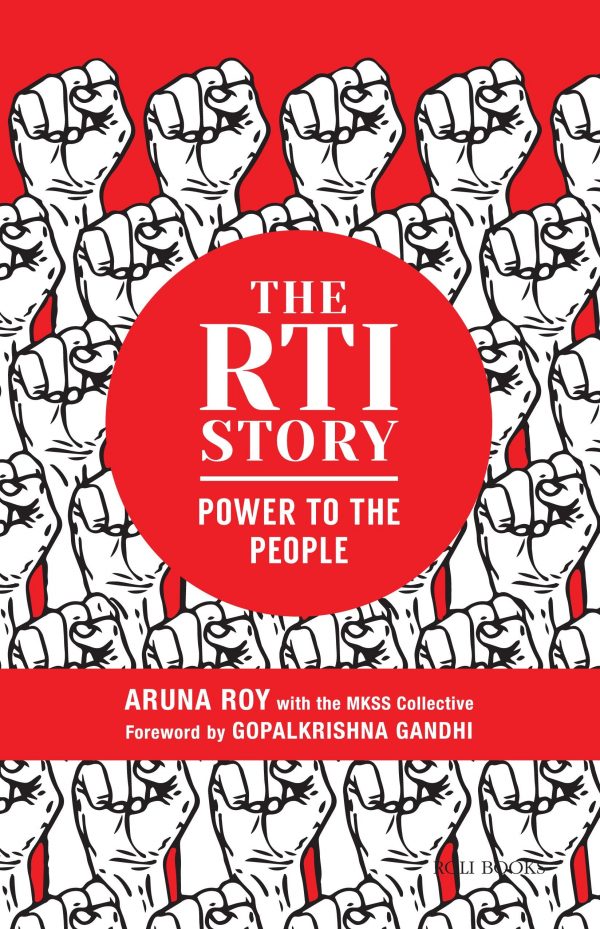 THE
RTI
STORY
POWER TO THE
PEOPLE
ARUNA ROY with the MKSS Collective
Foreword by GOPALKRISHNA GANDHI
ROLI BOOKS